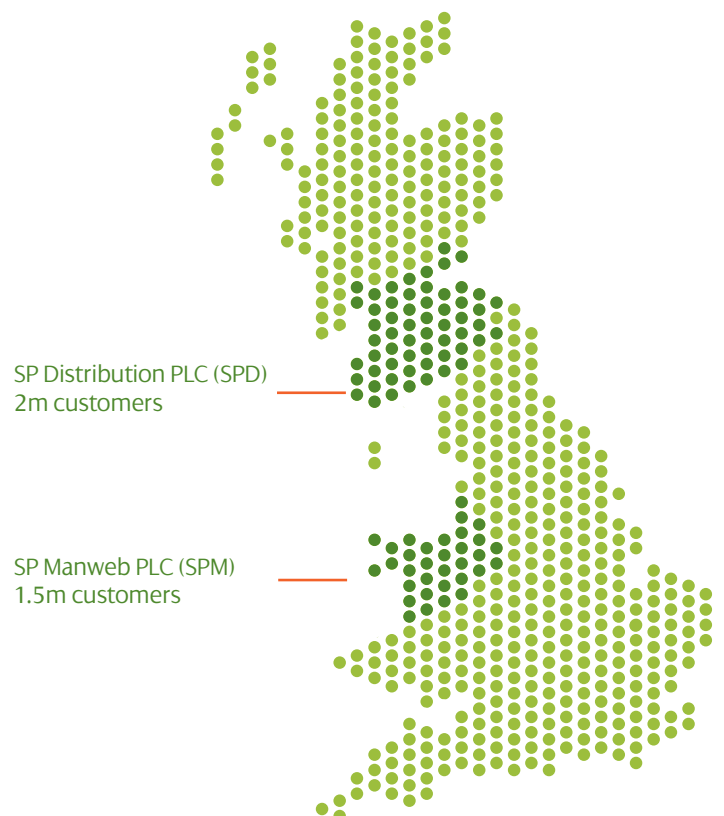 SP Distribution PLC (SPD)
2m customers
SP Manweb PLC (SPM)
1.5m customers